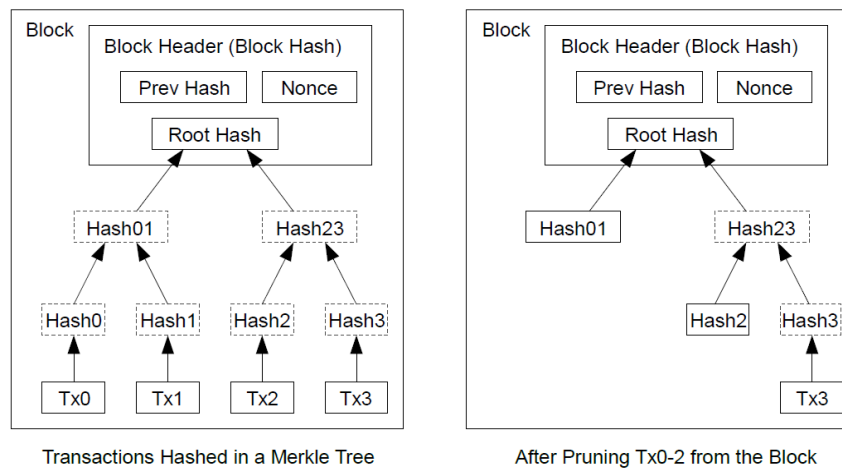 Block
Block Header (Block Hash)
Prev Hash
Nonce
Root Hash
Hash01
Hash23
Hash0
Hash1
Hash2
Hash3
Tx0
Tx1
Tx2
Tx3
Transactions Hashed in a Merkle Tree
Block
Block Header (Block Hash)
Prev Hash
Nonce
Root Hash
Hash01
Hash23
Hash2
Hash3
Tx3
After Pruning Tx0-2 from the Block